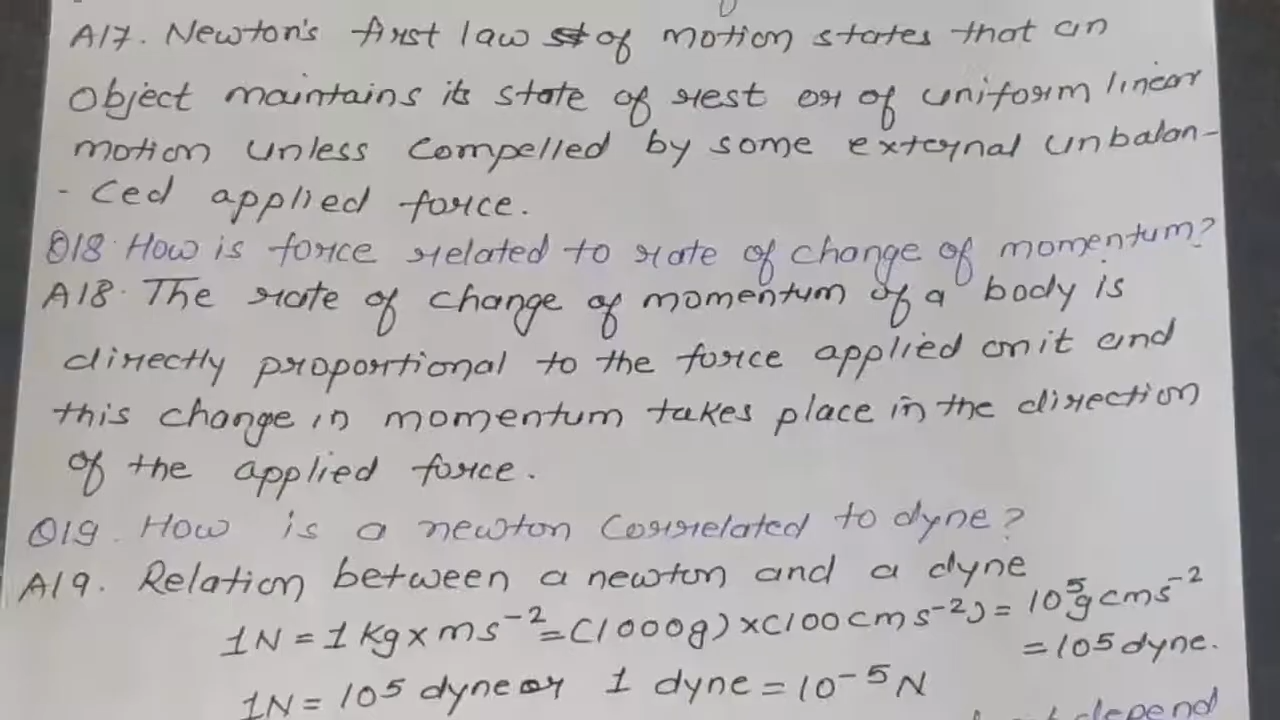 A17. Newton's first law of motion states that an
object maintains its state of rest or of uniform linear
motion unless compelled by some external unbalan-
- ced applied force.
Q18. How is force related to rate of change of momentum?
A18. The rate of change of momentum of a body is
directly proportional to the force applied on it and
this change in momentum takes place in the direction
of the applied force.
Q19. How is a newton correlated to dyne?
A19. Relation between a newton and a dyne
1N = 1 Kg x ms⁻² = (1000g) x (100 cms⁻²) = 10⁵ g cms⁻²
= 10⁵ dyne.
1N = 10⁵ dyne or 1 dyne = 10⁻⁵ N
depend